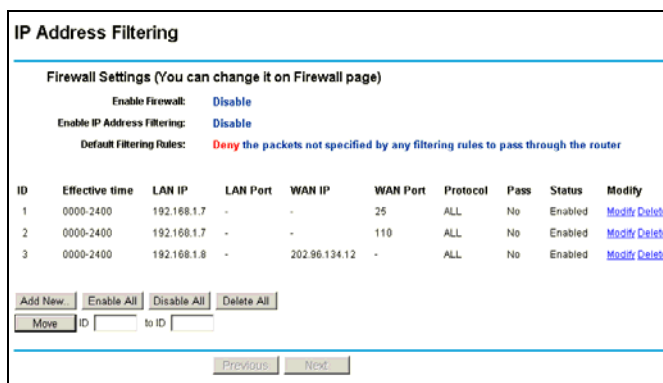 IP Address Filtering
Firewall Settings (You can change it on Firewall page)
Enable Firewall: Disable
Enable IP Address Filtering: Disable
Default Filtering Rules: Deny the packets not specified by any filtering rules to pass through the router
ID Effective time LAN IP LAN Port WAN IP WAN Port Protocol Pass Status Modify
1 0000-2400 192.168.1.7 - - 25 ALL No Enabled Modify Delet
2 0000-2400 192.168.1.7 - - 110 ALL No Enabled Modify Delet
3 0000-2400 192.168.1.8 - 202.96.134.12 - ALL No Enabled Modify Delet
Add New... Enable All Disable All Delete All
Move ID to ID
Previous Next